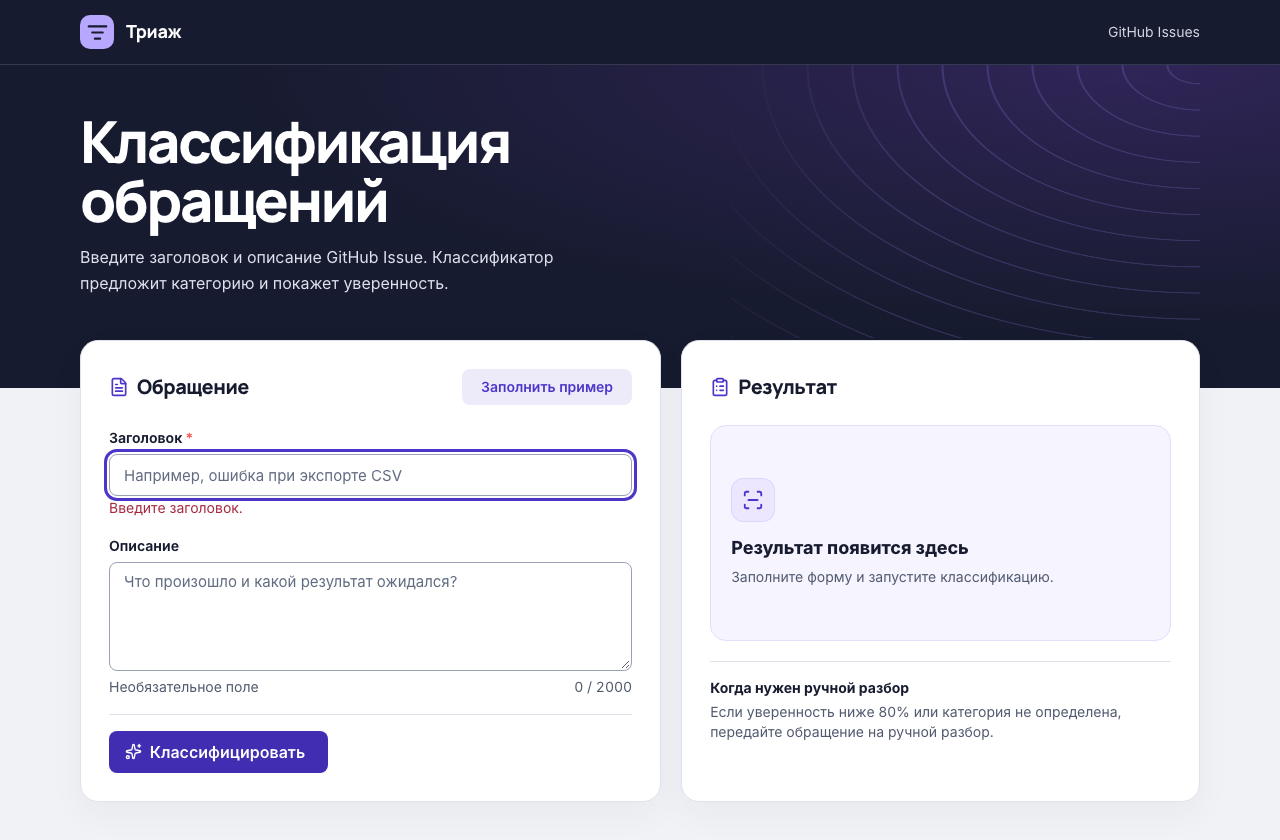 Триаж
GitHub Issues
Классификация
обращений
Введите заголовок и описание GitHub Issue. Классификатор
предложит категорию и покажет уверенность.
Обращение
Заполнить пример
Заголовок *
Например, ошибка при экспорте CSV
Введите заголовок.
Описание
Что произошло и какой результат ожидался?
Необязательное поле
0 / 2000
Классифицировать
Результат
Результат появится здесь
Заполните форму и запустите классификацию.
Когда нужен ручной разбор
Если уверенность ниже 80% или категория не определена,
передайте обращение на ручной разбор.